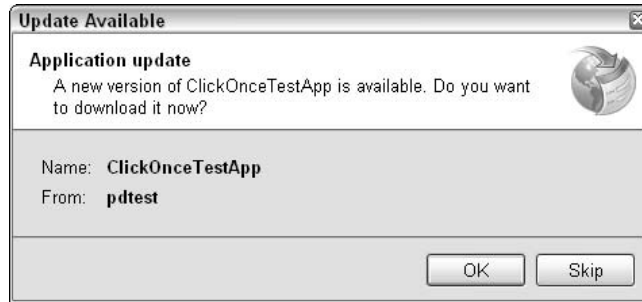 Update Available
Application update
A new version of ClickOnceTestApp is available. Do you want
to download it now?
Name: ClickOnceTestApp
From: pdtest
OK Skip